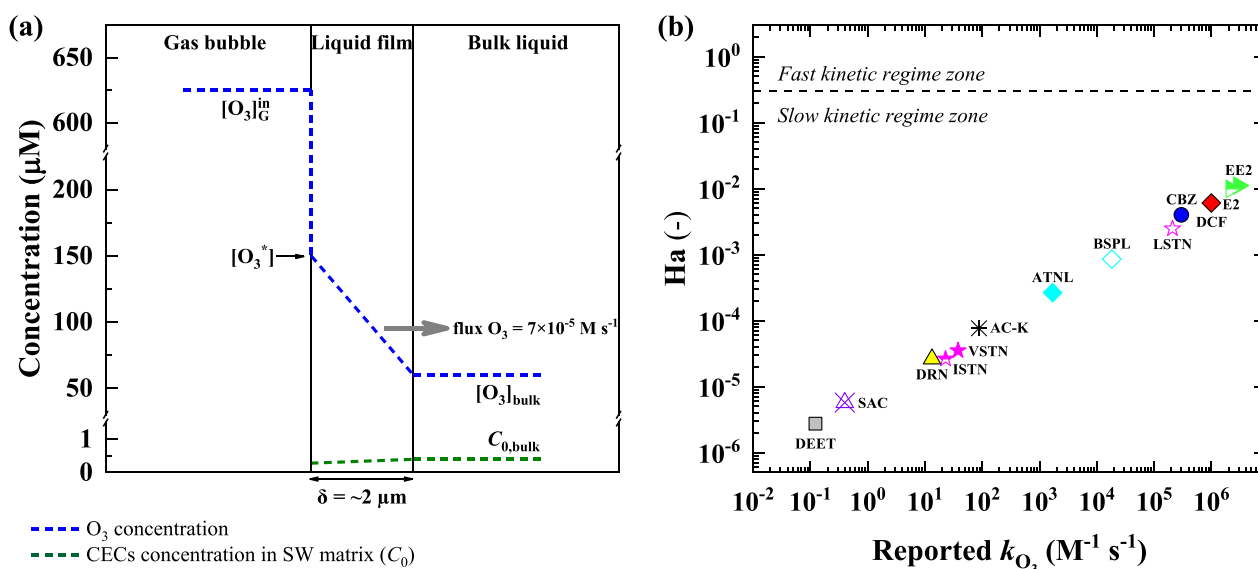 (a)
Gas bubble
Liquid film
Bulk liquid
Concentration (μM)
650
600
200
150
100
50
1
0
[O₃]ᴳⁱⁿ
[O₃*]
flux O₃ = 7×10⁻⁵ M s⁻¹
[O₃]bulk
C₀,bulk
δ = ~2 μm
O₃ concentration
CECs concentration in SW matrix (C₀)
(b)
Ha (-)
10⁰
10⁻¹
10⁻²
10⁻³
10⁻⁴
10⁻⁵
10⁻⁶
Fast kinetic regime zone
Slow kinetic regime zone
EE2
CBZ
E2
DCF
LSTN
BSPL
ATNL
AC-K
VSTN
DRN
ISTN
SAC
DEET
10⁻² 10⁻¹ 10⁰ 10¹ 10² 10³ 10⁴ 10⁵ 10⁶
Reported kO₃ (M⁻¹ s⁻¹)